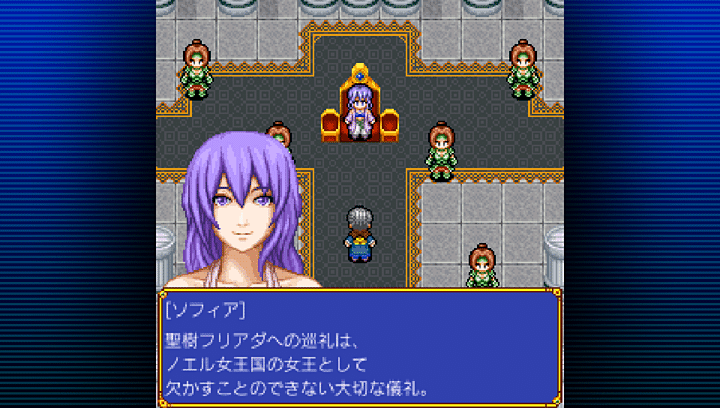 [ソフィア]
聖樹フリアダへの巡礼は、
ノエル女王国の女王として
欠かすことのできない大切な儀礼。